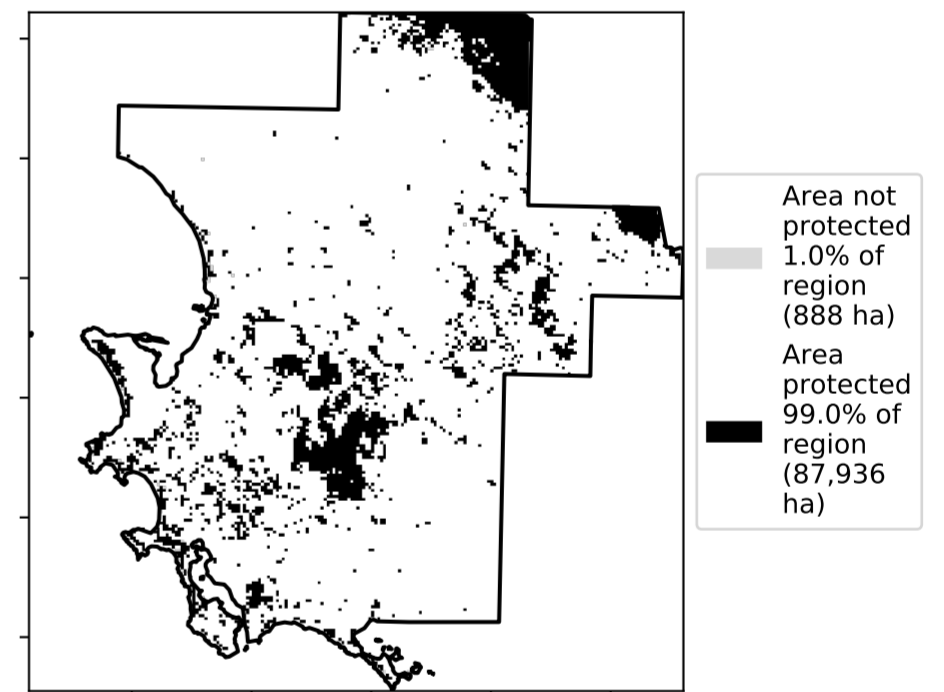 Area not
protected
1.0% of
region
(888 ha)
Area
protected
99.0% of
region
(87,936
ha)